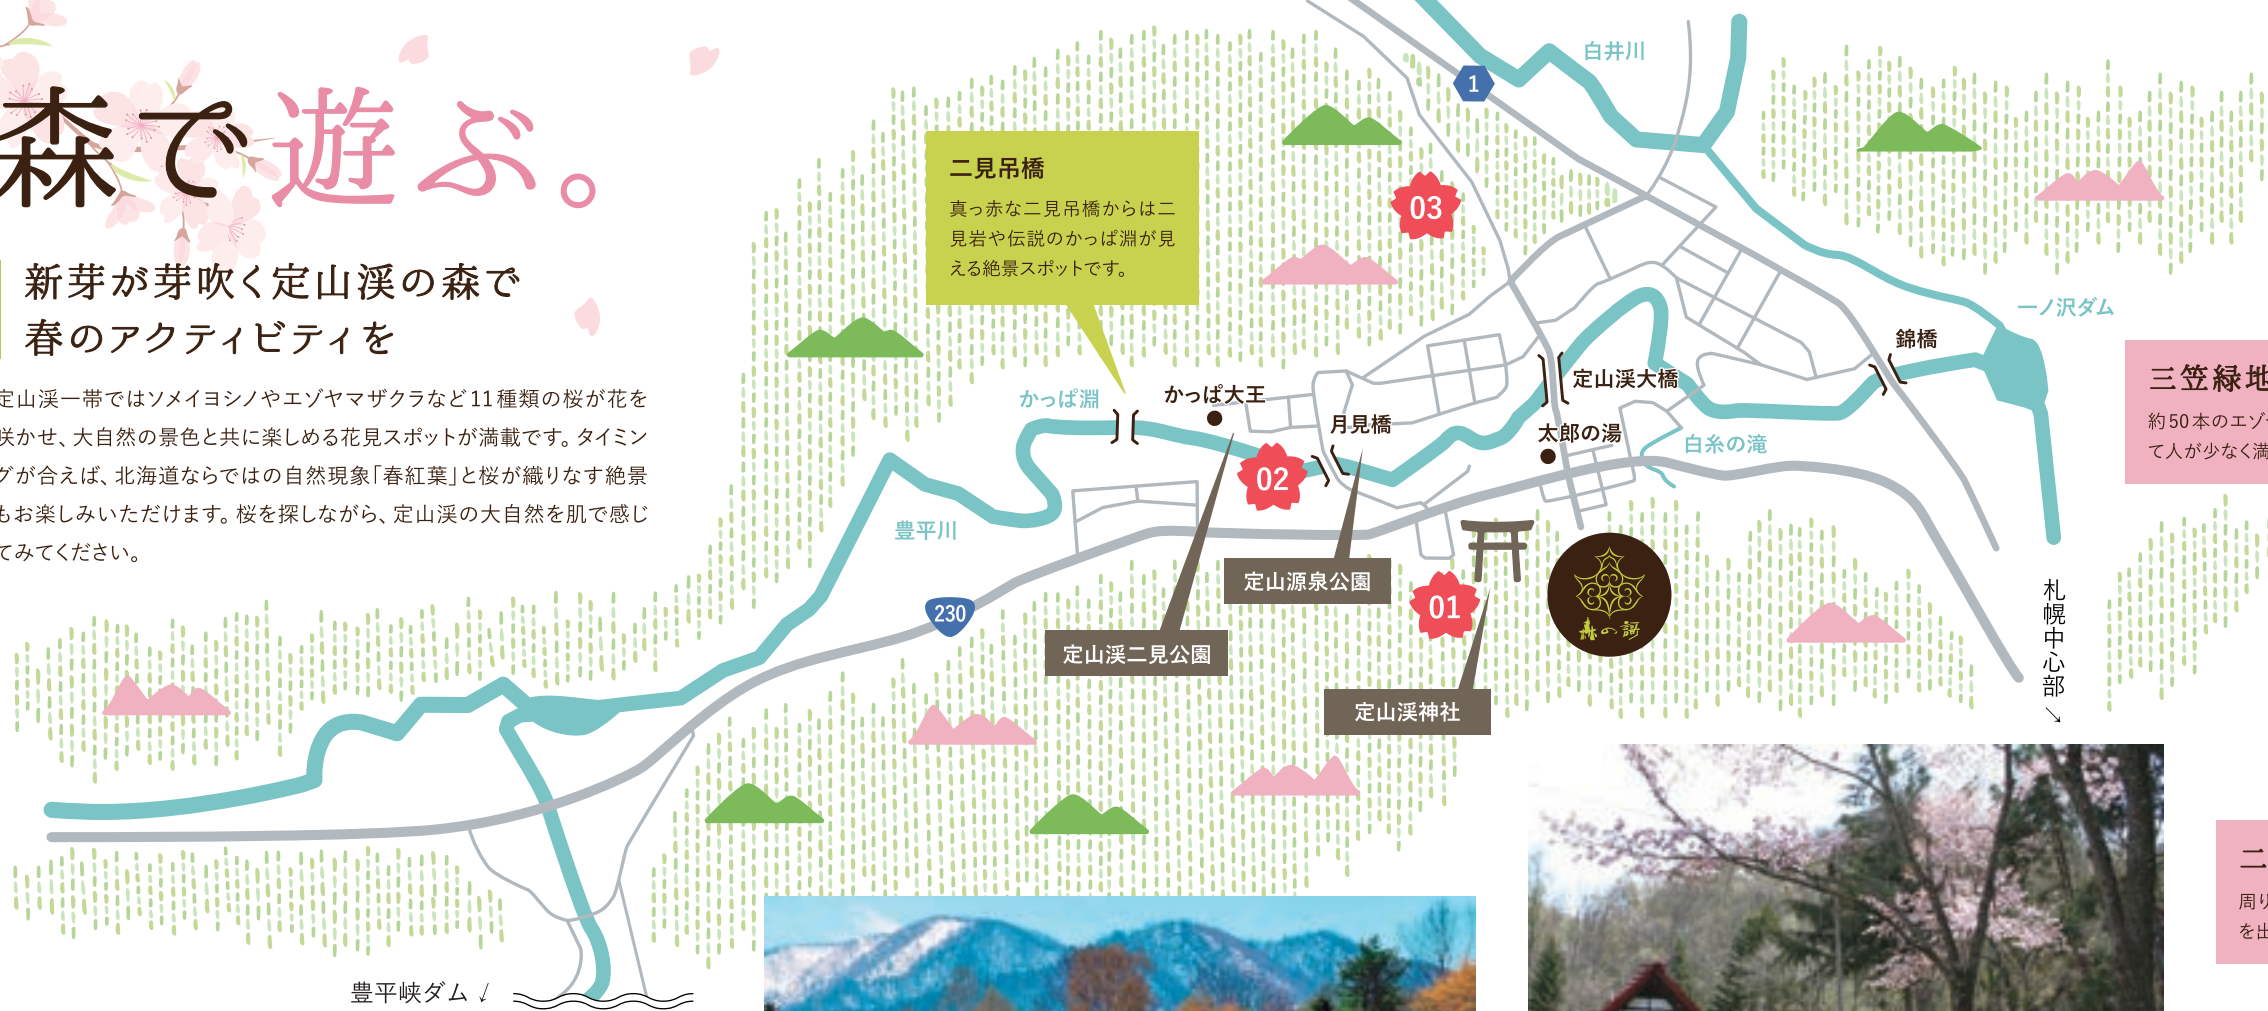 森で遊ぶ。
新芽が芽吹く定山渓の森で
春のアクティビティを
定山渓一帯ではソメイヨシノやエゾヤマザクラなど11種類の桜が花を
咲かせ、大自然の景色と共に楽しめる花見スポットが満載です。タイミン
グが合えば、北海道ならではの自然現象「春紅葉」と桜が織りなす絶景
もお楽しみいただけます。桜を探しながら、定山渓の大自然を肌で感じ
てみてください。
二見吊橋
真っ赤な二見吊橋からは二
見岩や伝説のかっぱ淵が見
える絶景スポットです。
1
白井川
03
一ノ沢ダム
錦橋
定山渓大橋
かっぱ淵
かっぱ大王
月見橋
太郎の湯
白糸の滝
02
豊平川
定山源泉公園
230
01
定山渓二見公園
森の謌
定山渓神社
札幌中心部→
豊平峡ダム↓
三笠緑地
約50本のエゾ
て人が少なく満
二
周り
を出